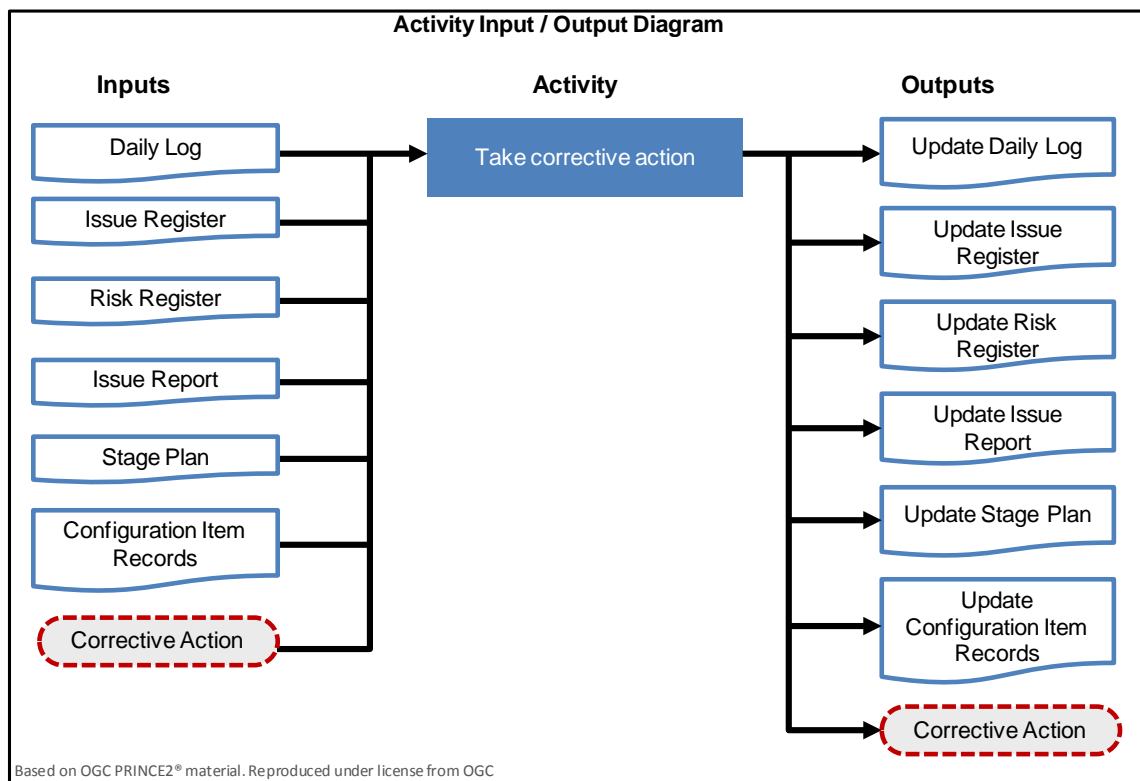 Activity Input / Output Diagram
Inputs
Activity
Outputs
Daily Log
Issue Register
Risk Register
Issue Report
Stage Plan
Configuration Item
Records
Corrective Action
Take corrective action
Update Daily Log
Update Issue
Register
Update Risk
Register
Update Issue
Report
Update Stage Plan
Update
Configuration Item
Records
Corrective Action
Based on OGC PRINCE2® material. Reproduced under license from OGC